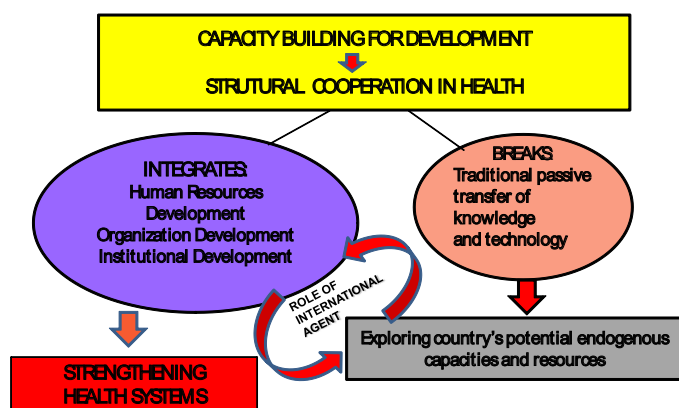 CAPACITY BUILDING FOR DEVELOPMENT
STRUTURAL COOPERATION IN HEALTH
INTEGRATES:
Human Resources
Development
Organization Development
Institutional Development
BREAKS:
Traditional passive
transfer of
knowledge
and technology
ROLE OF
INTERNATIONAL
AGENT
Exploring country's potential endogenous
capacities and resources
STRENGTHENING
HEALTH SYSTEMS